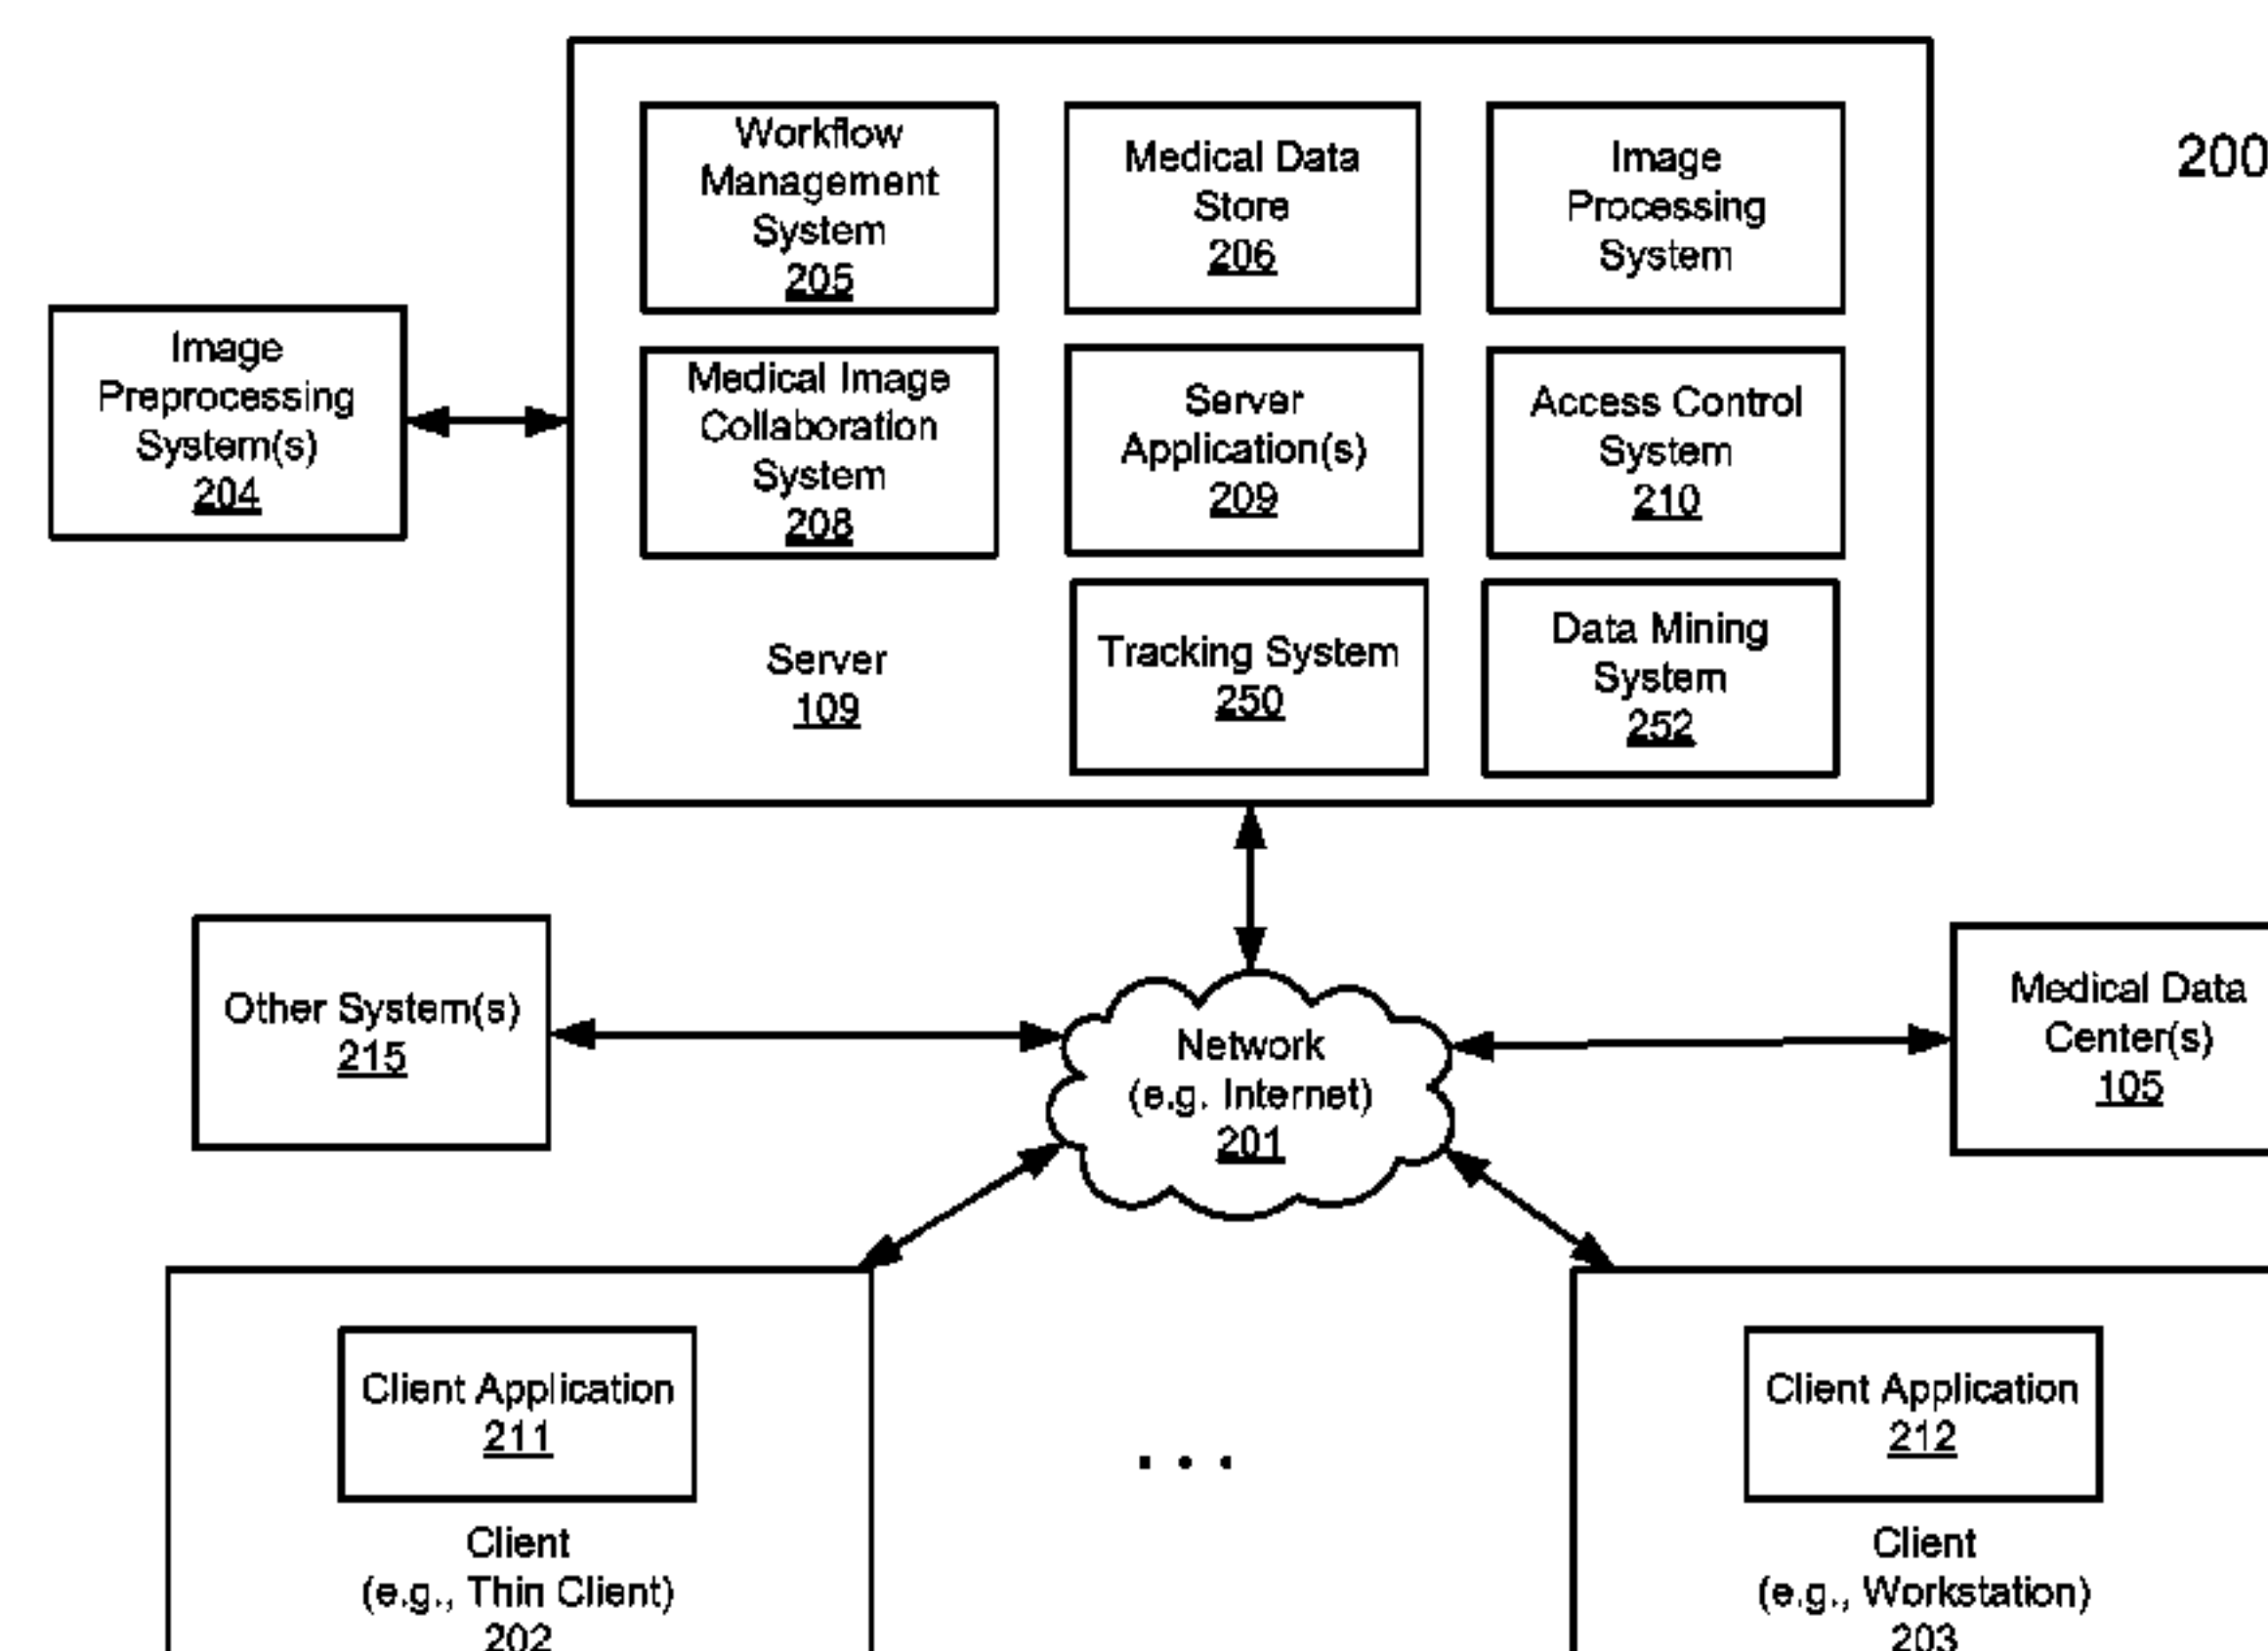 200
Workflow
Management
System
205
Medical Data
Store
206
Image
Processing
System
Image
Preprocessing
System(s)
204
Medical Image
Collaboration
System
208
Server
Application(s)
209
Access Control
System
210
Server
109
Tracking System
250
Data Mining
System
252
Other System(s)
215
Network
(e.g. Internet)
201
Medical Data
Center(s)
105
Client Application
211
Client
(e.g., Thin Client)
202
. . .
Client Application
212
Client
(e.g., Workstation)
203